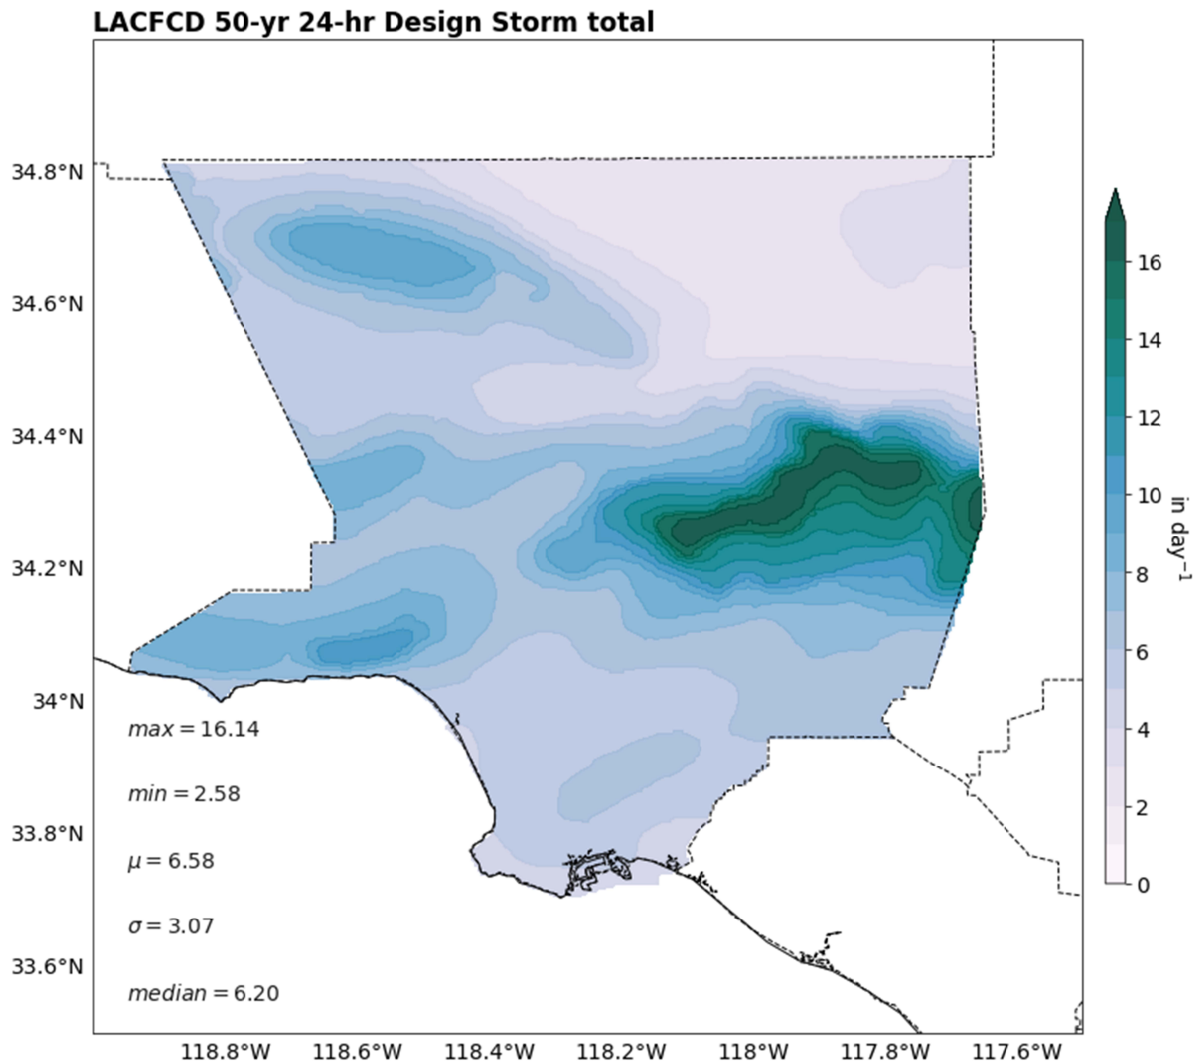 LACFCD 50-yr 24-hr Design Storm total
34.8°N
34.6°N
34.4°N
34.2°N
34°N
33.8°N
33.6°N
max = 16.14
min = 2.58
μ = 6.58
σ = 3.07
median = 6.20
118.8°W 118.6°W 118.4°W 118.2°W 118°W 117.8°W 117.6°W
16
14
12
10
8
6
4
2
0
in day⁻¹